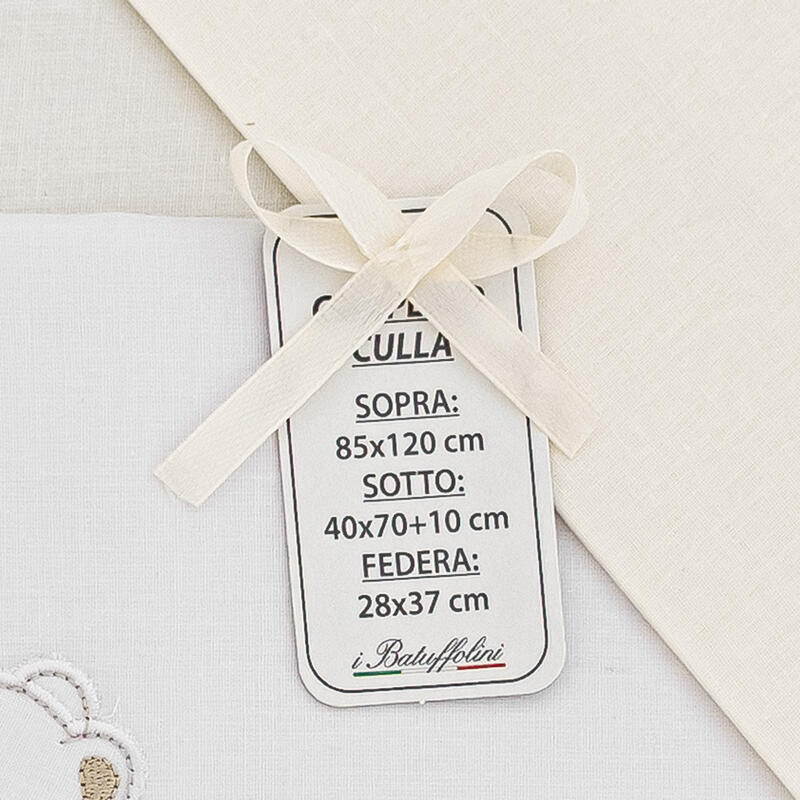 CULLA
SOPRA:
85x120 cm
SOTTO:
40x70+10 cm
FEDERA:
28x37 cm
i Batuffolini